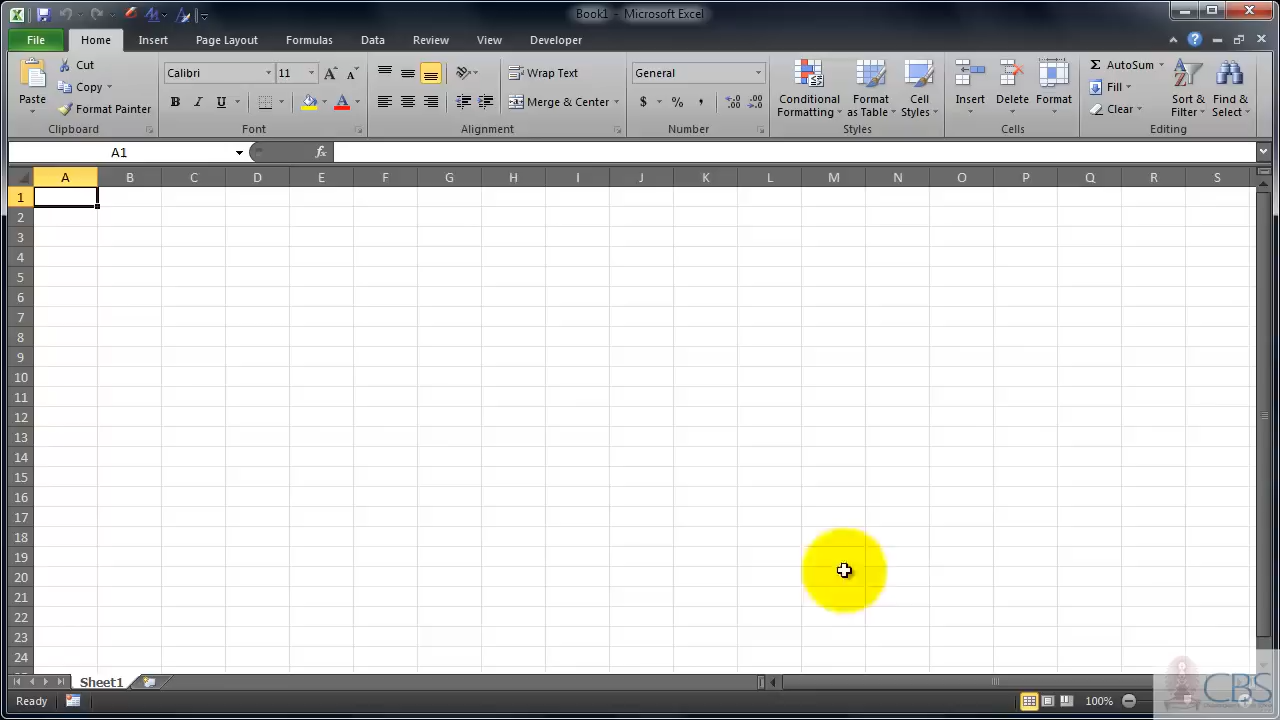 Book1 - Microsoft Excel
File Home Insert Page Layout Formulas Data Review View Developer
Cut
Copy
Format Painter
Paste
Clipboard
Calibri 11
B I U
Font
Wrap Text
Merge & Center
Alignment
General
$ % ,
Number
Conditional Formatting
Format as Table
Cell Styles
Styles
Insert Delete Format
Cells
Σ AutoSum
Fill
Clear
Sort & Filter
Find & Select
Editing
A1 fx
A B C D E F G H I J K L M N O P Q R S
1
2
3
4
5
6
7
8
9
10
11
12
13
14
15
16
17
18
19
20
21
22
23
24
Sheet1
Ready 100%
CBS